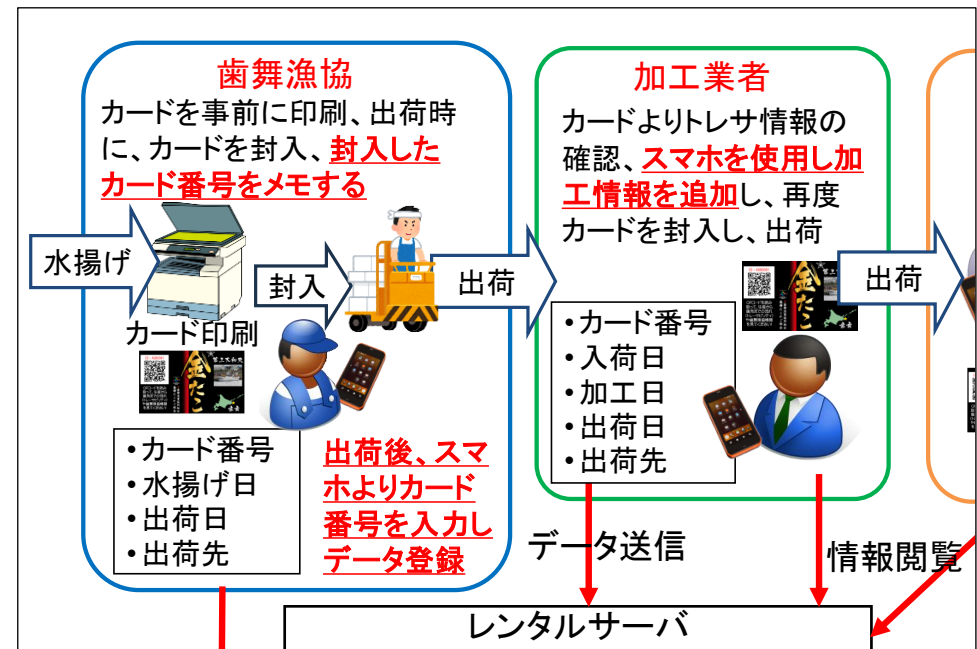 歯舞漁協
カードを事前に印刷、出荷時
に、カードを封入、封入した
カード番号をメモする
水揚げ
カード印刷
封入
出荷
金たこ
・カード番号
・水揚げ日
・出荷日
・出荷先
出荷後、スマ
ホよりカード
番号を入力し
データ登録
加工業者
カードよりトレサ情報の
確認、スマホを使用し加
工情報を追加し、再度
カードを封入し、出荷
金たこ
出荷
・カード番号
・入荷日
・加工日
・出荷日
・出荷先
データ送信
情報閲覧
レンタルサーバ